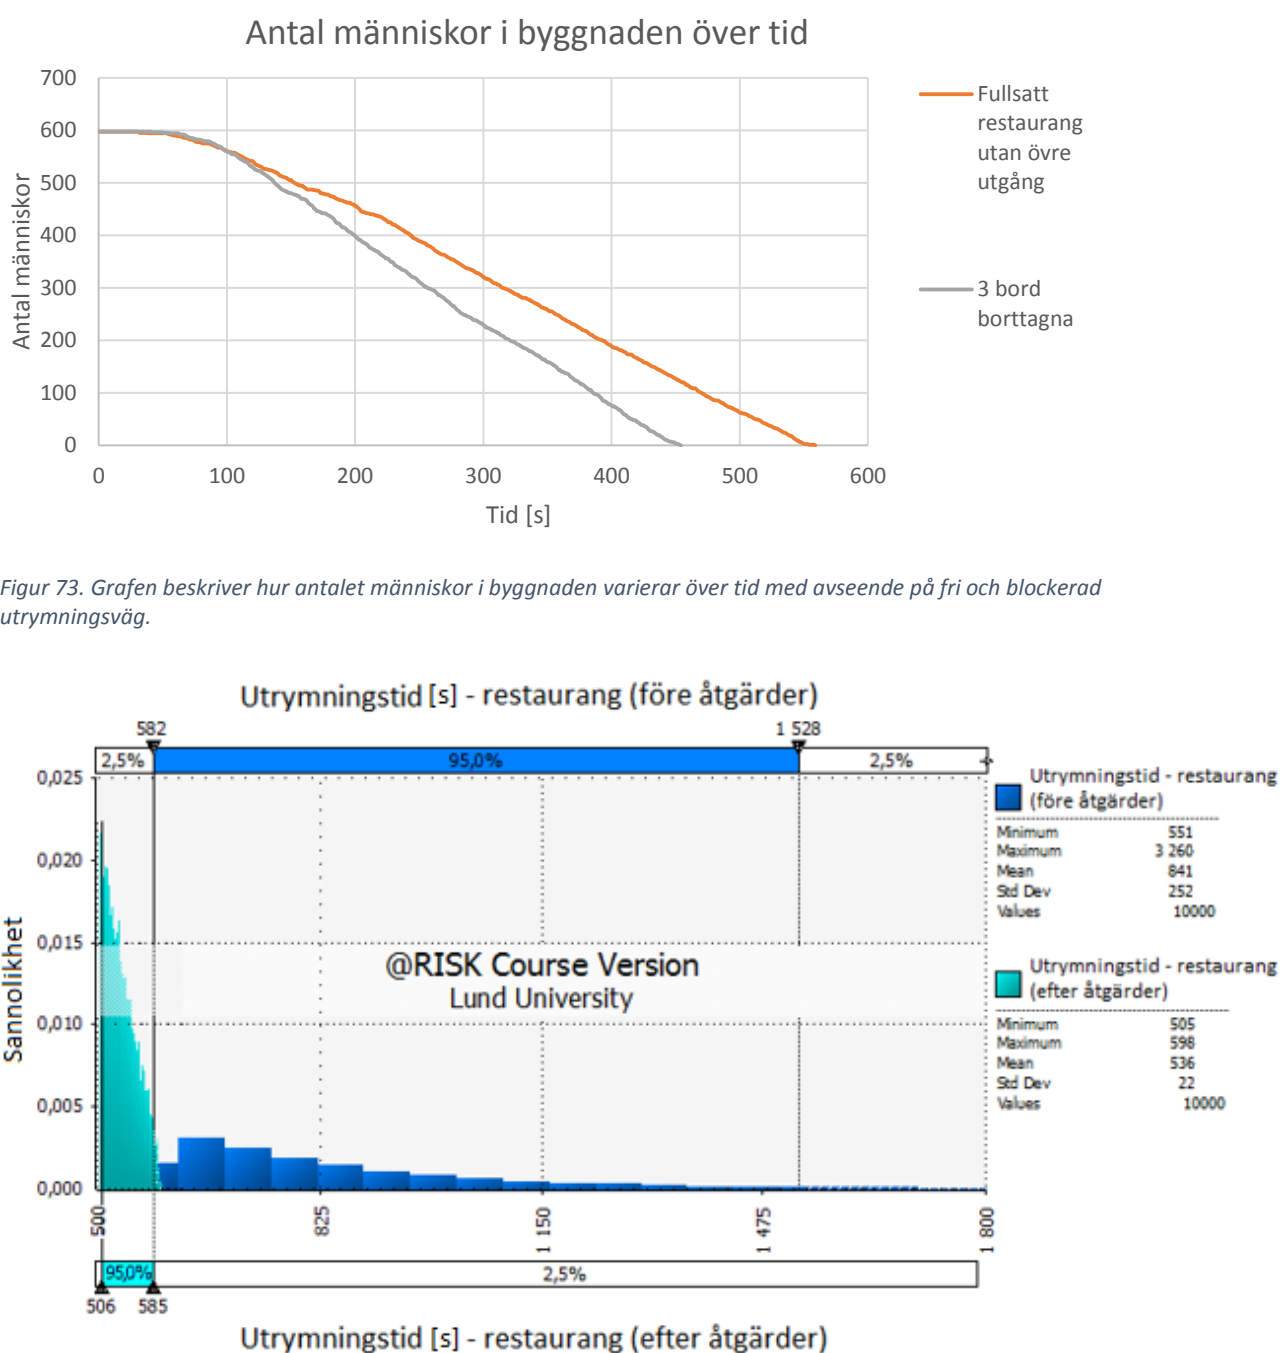 Antal människor i byggnaden över tid
700
600
500
400
300
200
100
0
Antal människor
0 100 200 300 400 500 600
Tid [s]
Fullsatt
restaurang
utan övre
utgång
3 bord
borttagna
Figur 73. Grafen beskriver hur antalet människor i byggnaden varierar över tid med avseende på fri och blockerad
utrymningsväg.
Utrymningstid [s] - restaurang (före åtgärder)
582 1 528
2,5% 95,0% 2,5%
0,025
0,020
0,015
0,010
0,005
0,000
Sannolikhet
@RISK Course Version
Lund University
500 825 1 150 1 475 1 800
95,0% 2,5%
506 585
Utrymningstid [s] - restaurang (efter åtgärder)
Utrymningstid - restaurang
(före åtgärder)
Minimum 551
Maximum 3 260
Mean 841
Std Dev 252
Values 10000
Utrymningstid - restaurang
(efter åtgärder)
Minimum 505
Maximum 598
Mean 536
Std Dev 22
Values 10000